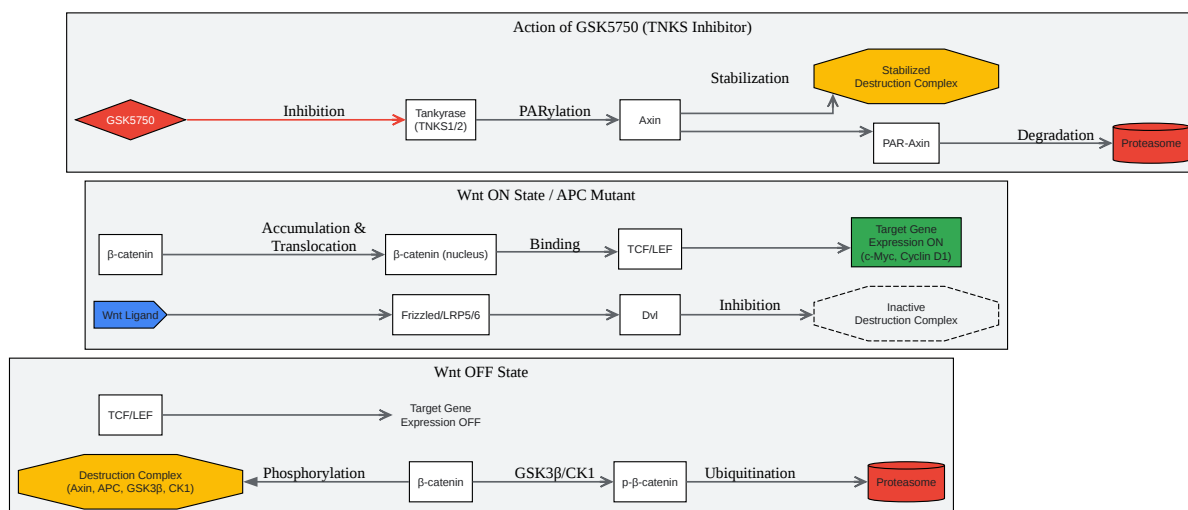 Action of GSK5750 (TNKS Inhibitor)
Stabilized
Destruction Complex
Stabilization
GSK5750
Inhibition
Tankyrase
(TNKS1/2)
PARylation
Axin
PAR-Axin
Degradation
Proteasome
Wnt ON State / APC Mutant
β-catenin
Accumulation &
Translocation
β-catenin (nucleus)
Binding
TCF/LEF
Target Gene
Expression ON
(c-Myc, Cyclin D1)
Wnt Ligand
Frizzled/LRP5/6
Dvl
Inhibition
Inactive
Destruction Complex
Wnt OFF State
TCF/LEF
Target Gene
Expression OFF
Destruction Complex
(Axin, APC, GSK3β, CK1)
Phosphorylation
β-catenin
GSK3β/CK1
p-β-catenin
Ubiquitination
Proteasome